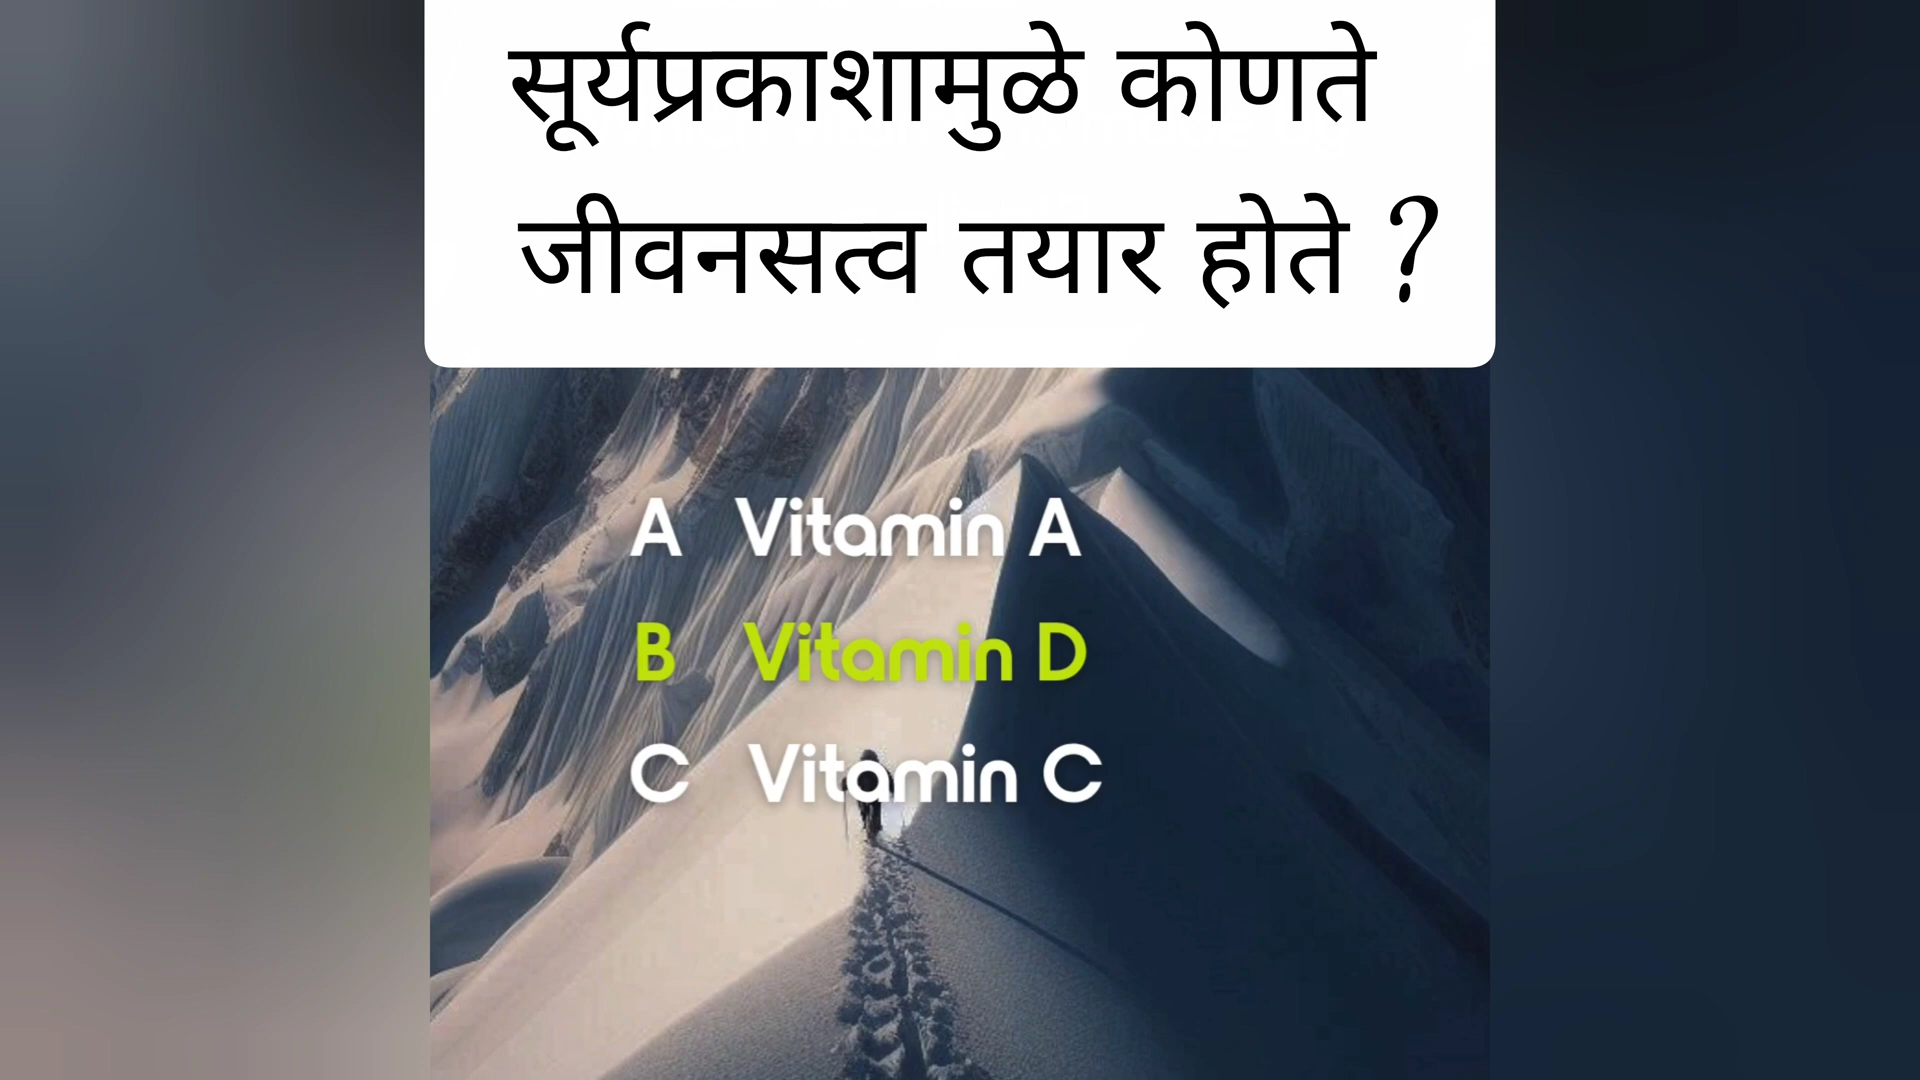 सूर्यप्रकाशामुळे कोणते
जीवनसत्व तयार होते ?
A Vitamin A
B Vitamin D
C Vitamin C